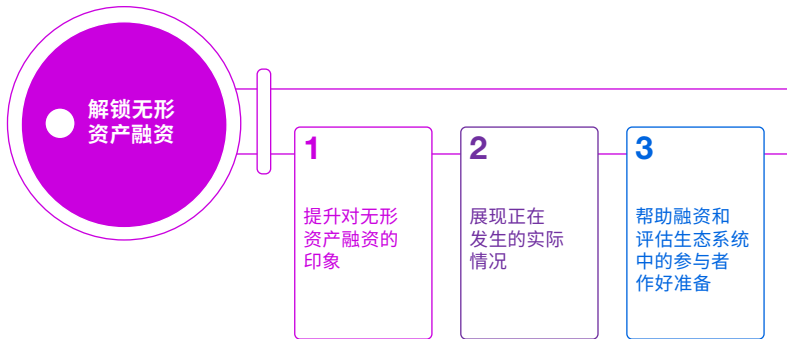 解锁无形
资产融资
1
提升对无形
资产融资的
印象
2
展现正在
发生的实际
情况
3
帮助融资和
评估生态系统
中的参与者
作好准备